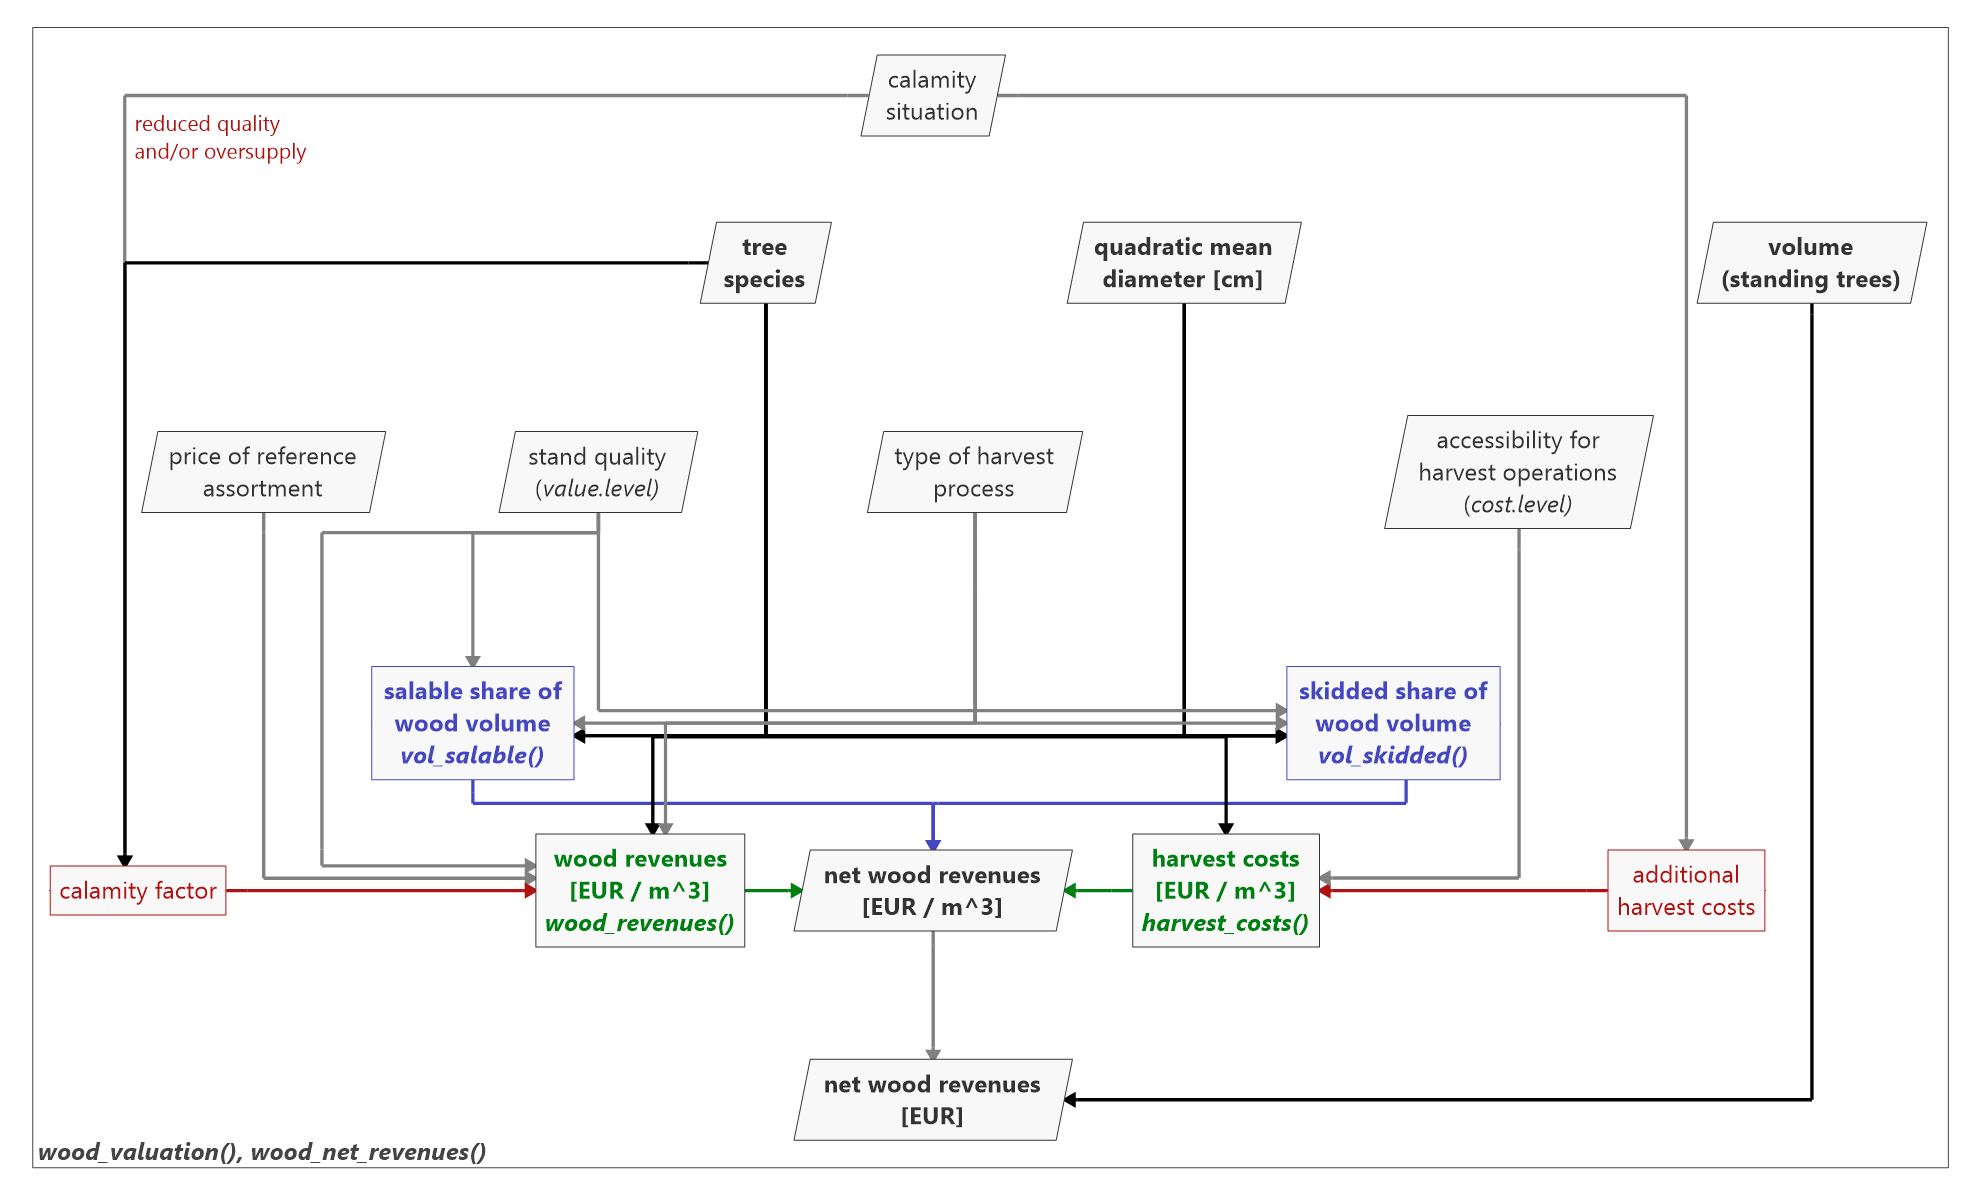 calamity
situation
reduced quality
and/or oversupply
tree
species
quadratic mean
diameter [cm]
volume
(standing trees)
price of reference
assortment
stand quality
(value.level)
type of harvest
process
accessibility for
harvest operations
(cost.level)
salable share of
wood volume
vol_salable()
skidded share of
wood volume
vol_skidded()
calamity factor
wood revenues
[EUR / m^3]
wood_revenues()
net wood revenues
[EUR / m^3]
harvest costs
[EUR / m^3]
harvest_costs()
additional
harvest costs
net wood revenues
[EUR]
wood_valuation(), wood_net_revenues()